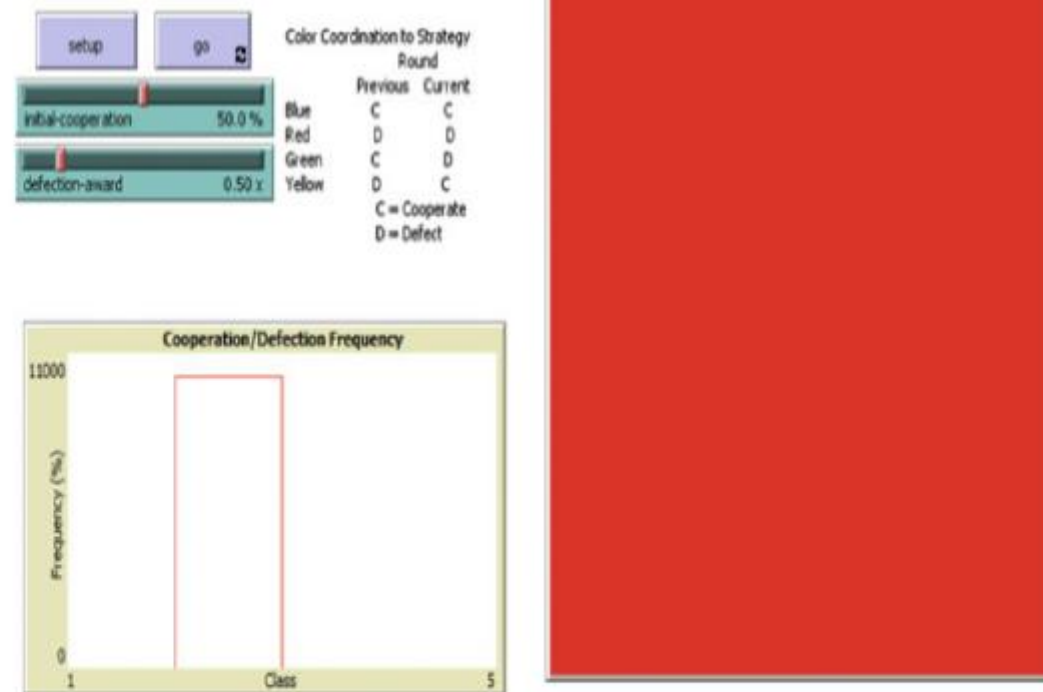 setup
go
Color Coordination to Strategy
Round
Previous Current
initial-cooperation 50.0 %
Blue C C
Red D D
Green C D
defection-award 0.50 x
Yellow D C
C = Cooperate
D = Defect
Cooperation/Defection Frequency
11000
Frequency (%)
0
1 Class 5